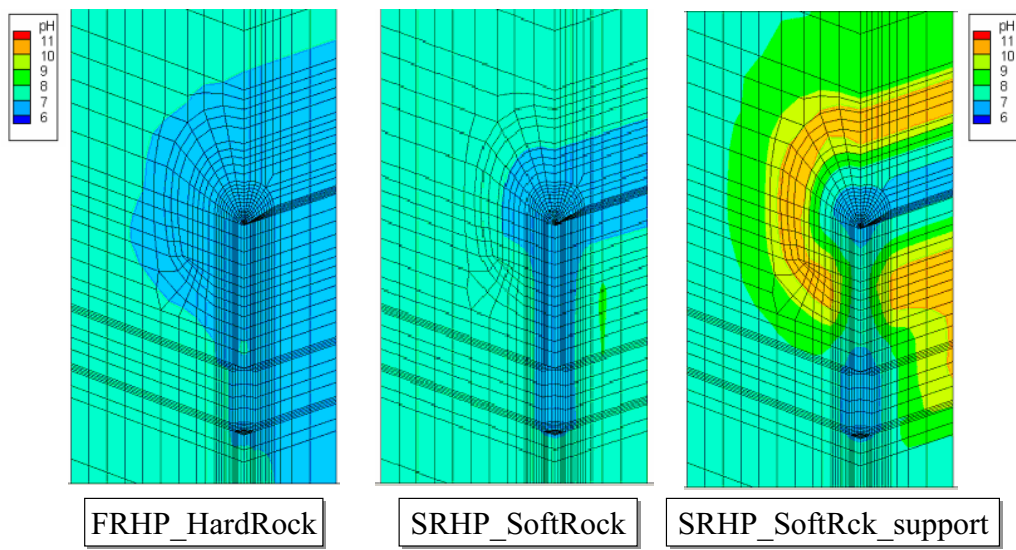 pH
11
10
9
8
7
6
pH
11
10
9
8
7
6
FRHP_HardRock
SRHP_SoftRock
SRHP_SoftRck_support